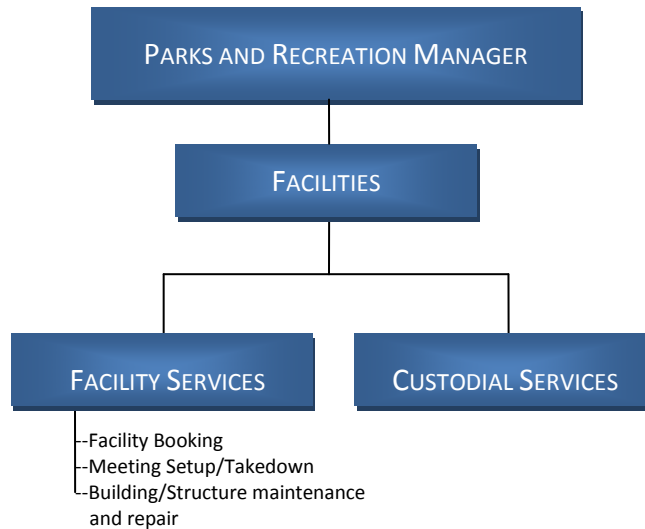 PARKS AND RECREATION MANAGER
FACILITIES
FACILITY SERVICES
CUSTODIAL SERVICES
--Facility Booking
--Meeting Setup/Takedown
--Building/Structure maintenance
and repair